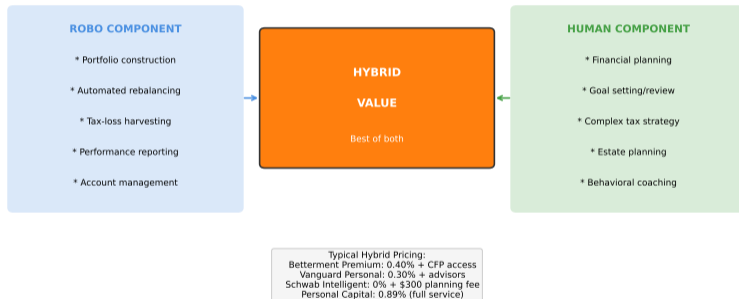 ROBO COMPONENT
* Portfolio construction
* Automated rebalancing
* Tax-loss harvesting
* Performance reporting
* Account management
HYBRID
VALUE
Best of both
HUMAN COMPONENT
* Financial planning
* Goal setting/review
* Complex tax strategy
* Estate planning
* Behavioral coaching
Typical Hybrid Pricing:
Betterment Premium: 0.40% + CFP access
Vanguard Personal: 0.30% + advisors
Schwab Intelligent: 0% + $300 planning fee
Personal Capital: 0.89% (full service)